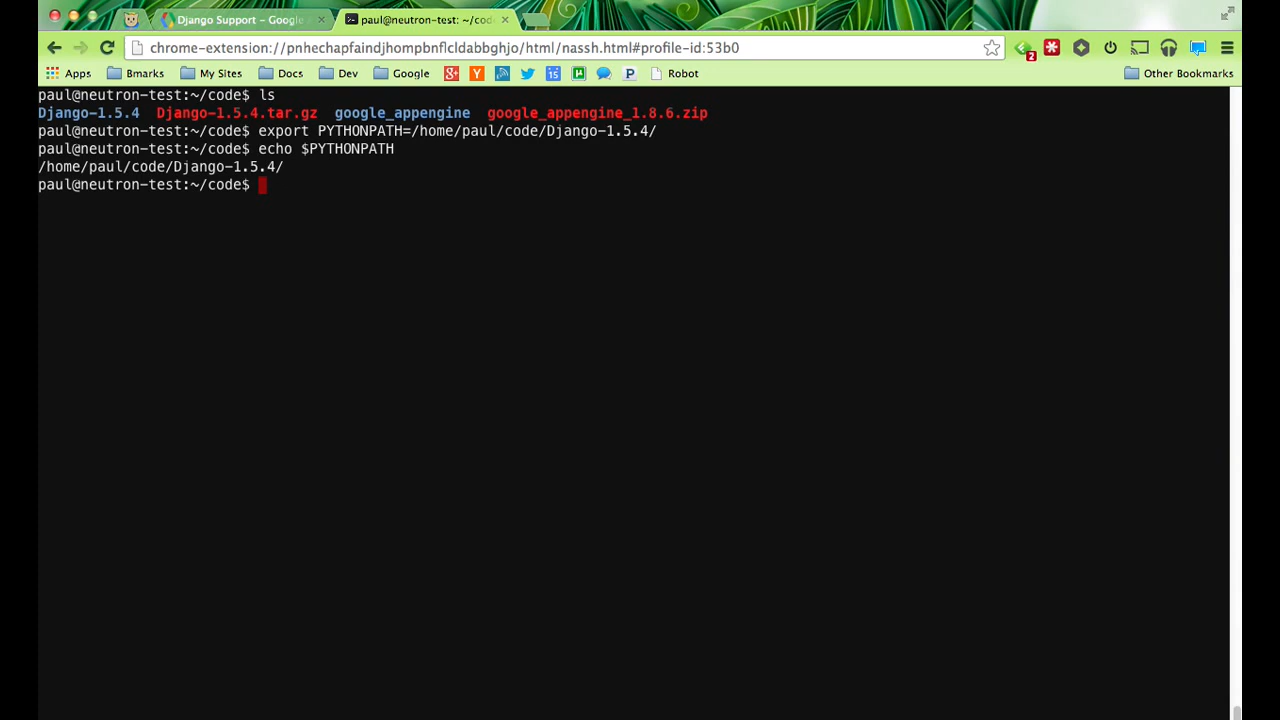 Django Support – Google
paul@neutron-test: ~/cod
chrome-extension://pnhechapfaindjhompbnflcldabbghjo/html/nassh.html#profile-id:53b0
2
Apps Bmarks My Sites Docs Dev Google 15 P Robot Other Bookmarks
paul@neutron-test:~/code$ ls
Django-1.5.4 Django-1.5.4.tar.gz google_appengine google_appengine_1.8.6.zip
paul@neutron-test:~/code$ export PYTHONPATH=/home/paul/code/Django-1.5.4/
paul@neutron-test:~/code$ echo $PYTHONPATH
/home/paul/code/Django-1.5.4/
paul@neutron-test:~/code$